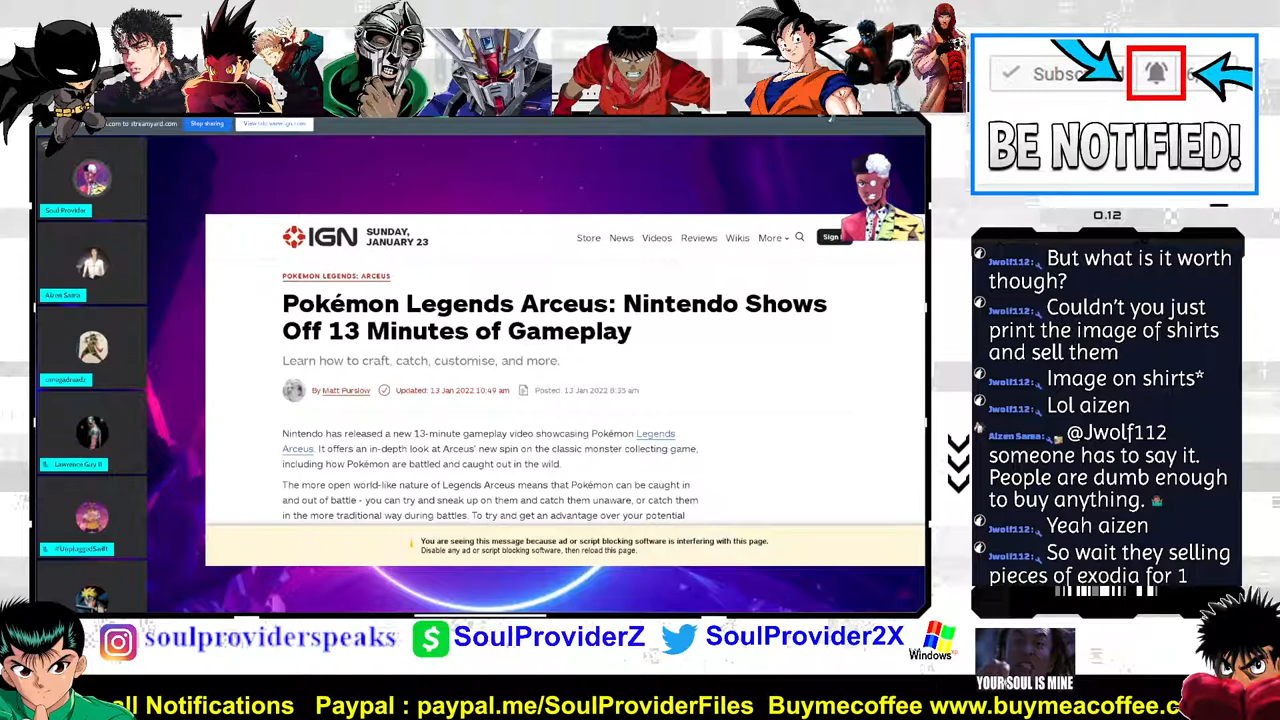 com to streamyard.com
Stop sharing
Soul Provider
Aizen Sama
omegadreadz
Lawrence Guy II
#UnpluggedSwift
IGN
SUNDAY,
JANUARY 23
Store News Videos Reviews Wikis More
Sign
POKEMON LEGENDS: ARCEUS
Pokémon Legends Arceus: Nintendo Shows
Off 13 Minutes of Gameplay
Learn how to craft, catch, customise, and more.
By Matt Purslow Updated: 13 Jan 2022 10:49 am Posted: 13 Jan 2022 8:35 am
Nintendo has released a new 13-minute gameplay video showcasing Pokémon Legends
Arceus. It offers an in-depth look at Arceus' new spin on the classic monster collecting game,
including how Pokémon are battled and caught out in the wild.
The more open world-like nature of Legends Arceus means that Pokémon can be caught in
and out of battle - you can try and sneak up on them and catch them unaware, or catch them
in the more traditional way during battles. To try and get an advantage over your potential
You are seeing this message because ad or script blocking software is interfering with this page.
Disable any ad or script blocking software, then reload this page.
BE NOTIFIED!
0.12
Jwolf112: But what is it worth
though?
Jwolf112: Couldn't you just
print the image of shirts
and sell them
Jwolf112: Image on shirts*
Jwolf112: Lol aizen
Aizen Sama: @Jwolf112
someone has to say it.
People are dumb enough
to buy anything.
Jwolf112: Yeah aizen
Jwolf112: So wait they selling
pieces of exodia for 1
soulproviderspeaks
SoulProviderZ
SoulProvider2X
Windows
YOUR SOUL IS MINE
all Notifications Paypal : paypal.me/SoulProviderFiles Buymecoffee www.buymeacoffee.c